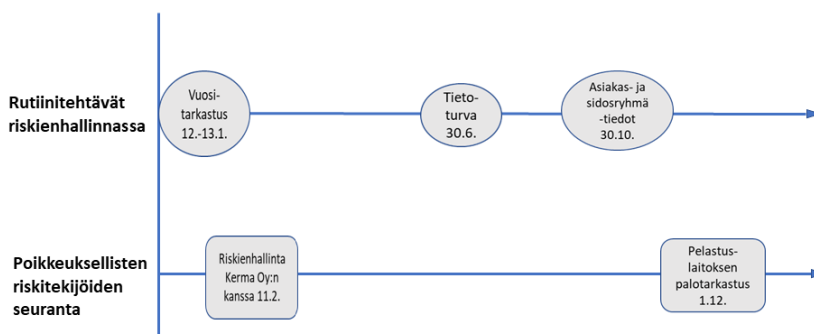 Rutiinitehtävät
riskienhallinnassa
Vuosi-
tarkastus
12.-13.1.
Tieto-
turva
30.6.
Asiakas- ja
sidosryhmä
-tiedot
30.10.
Poikkeuksellisten
riskitekijöiden
seuranta
Riskienhallinta
Kerma Oy:n
kanssa 11.2.
Pelastus-
laitoksen
palotarkastus
1.12.